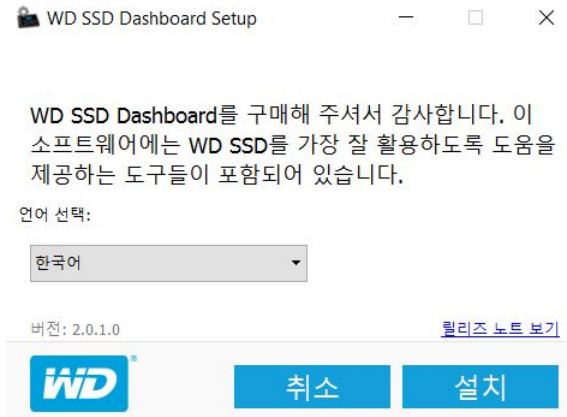 WD SSD Dashboard Setup
WD SSD Dashboard를 구매해 주셔서 감사합니다. 이
소프트웨어에는 WD SSD를 가장 잘 활용하도록 도움을
제공하는 도구들이 포함되어 있습니다.
언어 선택:
한국어
버전: 2.0.1.0
릴리즈 노트 보기
WD®
취소
설치